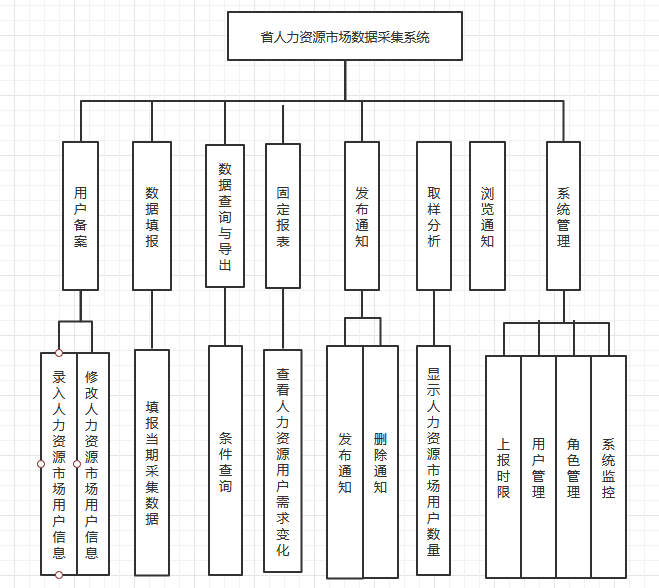 省人力资源市场数据采集系统
用户备案
数据填报
数据查询与导出
固定报表
发布通知
取样分析
浏览通知
系统管理
录入人力资源市场用户信息
修改人力资源市场用户信息
填报当期采集数据
条件查询
查看人力资源用户需求变化
发布通知
删除通知
显示人力资源市场用户数量
上报时限
用户管理
角色管理
系统监控